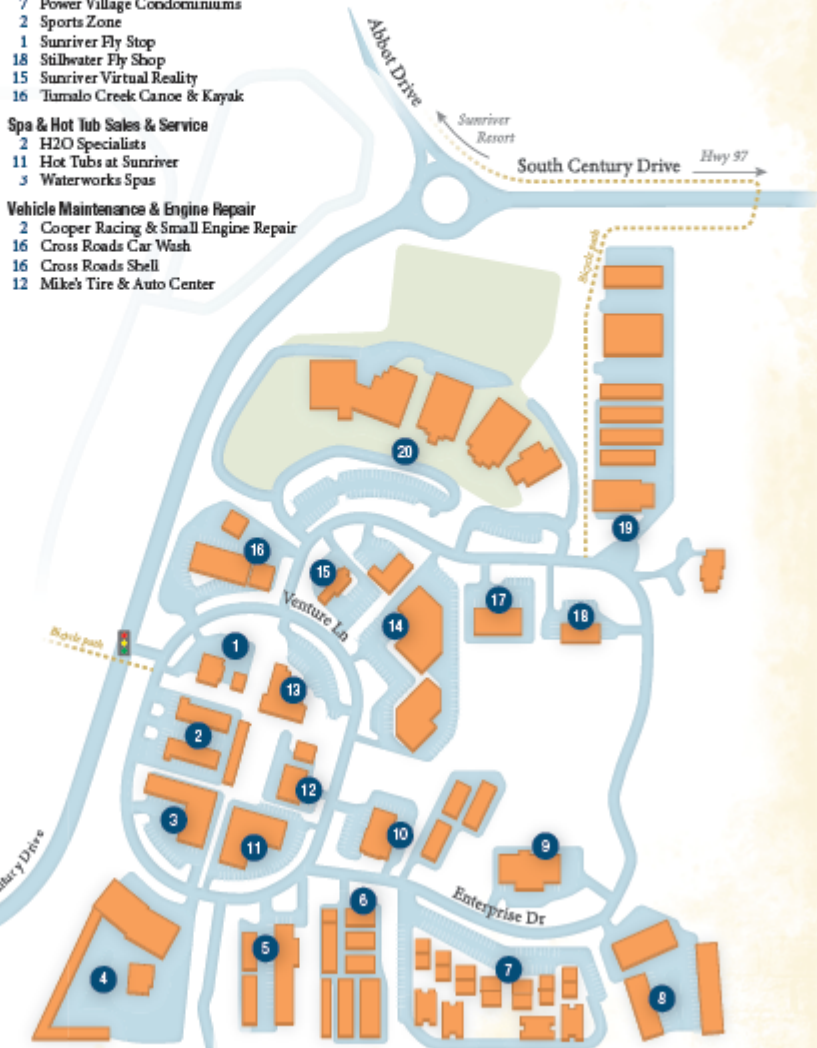 7 Power Village Condominiums
2 Sports Zone
1 Sunriver Fly Stop
18 Stillwater Fly Shop
15 Sunriver Virtual Reality
16 Tumalo Creek Canoe & Kayak
Spa & Hot Tub Sales & Service
2 H2O Specialists
11 Hot Tubs at Sunriver
3 Waterworks Spas
Vehicle Maintenance & Engine Repair
2 Cooper Racing & Small Engine Repair
16 Cross Roads Car Wash
16 Cross Roads Shell
12 Mike's Tire & Auto Center
Abbot Drive
Sunriver
Resort
South Century Drive
Hwy 97
Bicycle path
20
19
16
15
Venture Ln
17
18
14
Bicycle path
1
13
2
12
3
11
10
9
Drive
Enterprise Dr
6
5
4
7
8